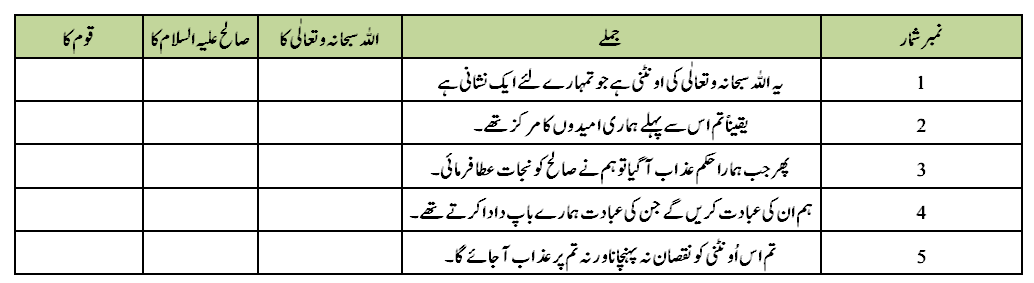 نمبر شمار جملے اللہ سبحانہ و تعالٰی کا صالح علیہ السلام کا قوم کا
1 یہ اللہ سبحانہ و تعالٰی کی اونٹنی ہے جو تمہارے لئے ایک نشانی ہے
2 یقیناً تم اس سے پہلے ہماری امیدوں کا مرکز تھے۔
3 پھر جب ہمارا حکم عذاب آ گیا تو ہم نے صالح کو نجات عطا فرمائی۔
4 ہم ان کی عبادت کریں گے جن کی عبادت ہمارے باپ دادا کرتے تھے۔
5 تم اس اُونٹنی کو نقصان نہ پہنچانا ورنہ تم پر عذاب آ جائے گا۔